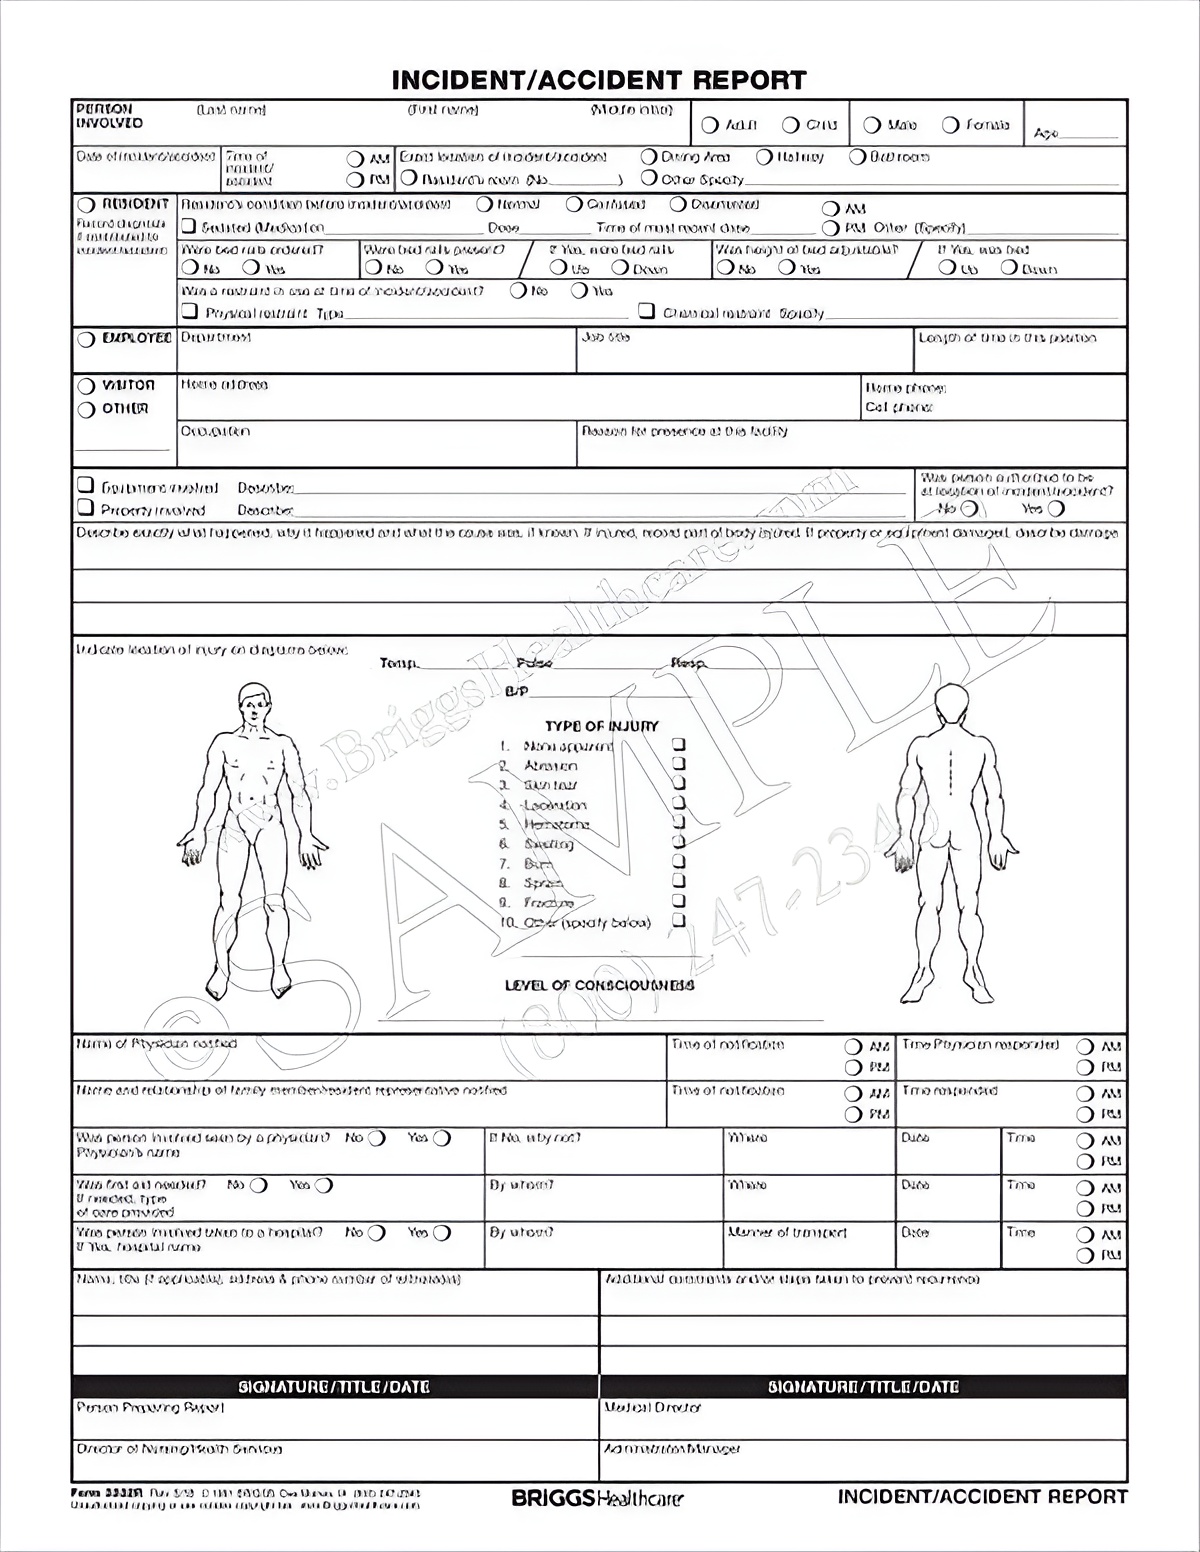 INCIDENT/ACCIDENT REPORT
PERSON INVOLVED (Last name) (First name) (Middle initial) Adult Child Male Female Age
Date of incident/accident Time of incident/accident AM PM Exact location of incident/accident Dining Area Hallway Bathroom
Resident's room (No. ) Other Specify
RESIDENT Resident's condition before incident/accident Normal Confused Disoriented AM
Sedated (Medication Dose Time of most recent dose PM Other (Specify)
Were bed rails ordered? Were bed rails present? If Yes, were bed rails Was height of bed adjustable? If Yes, was bed
No Yes No Yes Up Down No Yes Up Down
Was a restraint in use at time of incident/accident? No Yes
Physical restraint Type Chemical restraint Specify
EMPLOYEE Department Job title Length of time in this position
VISITOR Home address Home phone:
OTHER Cell phone:
Occupation Reason for presence at this facility
Equipment involved Describe Was person authorized to be
at location of incident/accident?
Property involved Describe No Yes
Describe exactly what happened, why it happened and what the cause was, if known. If injured, record part of body injured. If property or equipment damaged, describe damage
Indicate location of injury on diagrams below:
Temp. Pulse Resp.
B/P
TYPE OF INJURY
1. None apparent
2. Abrasion
3. Skin tear
4. Laceration
5. Hematoma
6. Swelling
7. Burn
8. Sprain
9. Fracture
10. Other (specify below)
LEVEL OF CONSCIOUSNESS
www.BriggsHealthcare.com
© SAMPLE
(800) 247-234
Name of Physician notified Time of notification AM PM Time Physician responded AM PM
Name and relationship of family member/resident representative notified Time of notification AM PM Time responded AM PM
Was person involved seen by a physician? No Yes If No, why not? Where Date Time AM
Physician's name PM
Was first aid needed? No Yes By whom? Where Date Time AM
If needed, type PM
of care provided
Was person involved taken to a hospital? No Yes By whom? Manner of transport Date Time AM
If Yes, hospital name PM
Name, title (if applicable), address & phone number of witness(es) Additional comments and/or steps taken to prevent recurrence
SIGNATURE/TITLE/DATE SIGNATURE/TITLE/DATE
Person Preparing Report Medical Director
Director of Nursing/Health Services Administrator/Manager
BRIGGS Healthcare INCIDENT/ACCIDENT REPORT